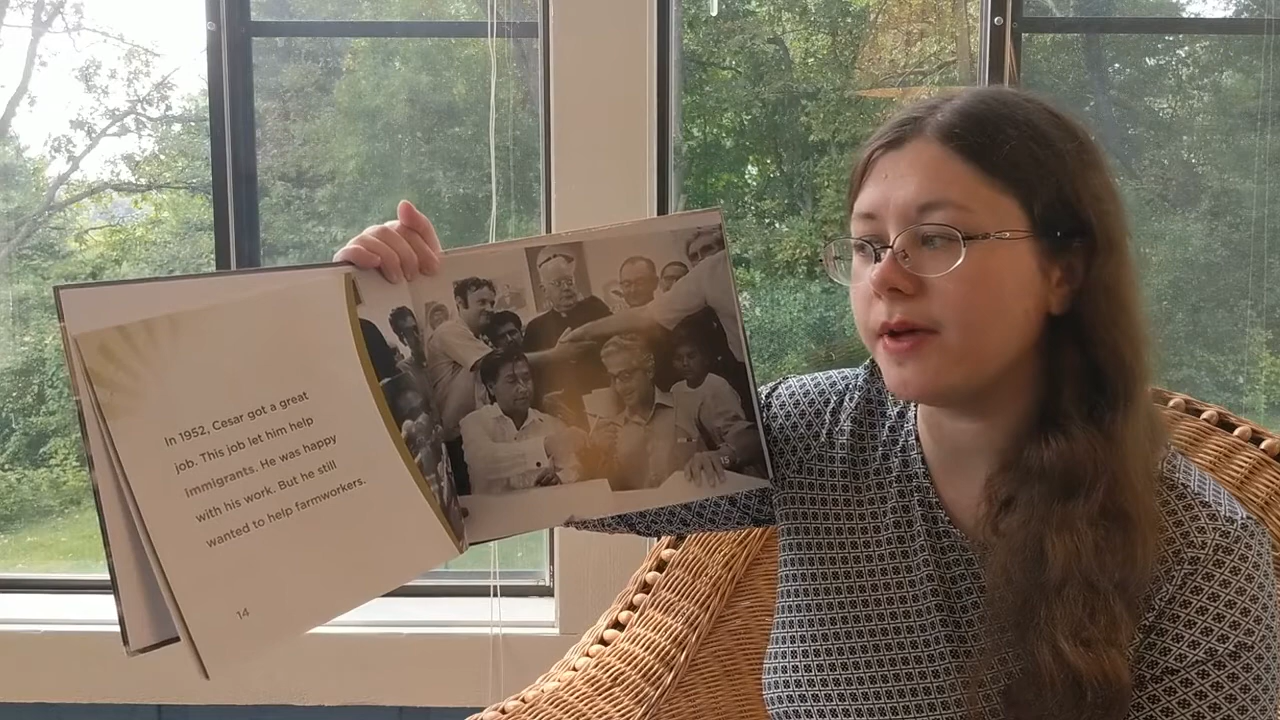 In 1952, Cesar got a great
job. This job let him help
immigrants. He was happy
with his work. But he still
wanted to help farmworkers.
14
15